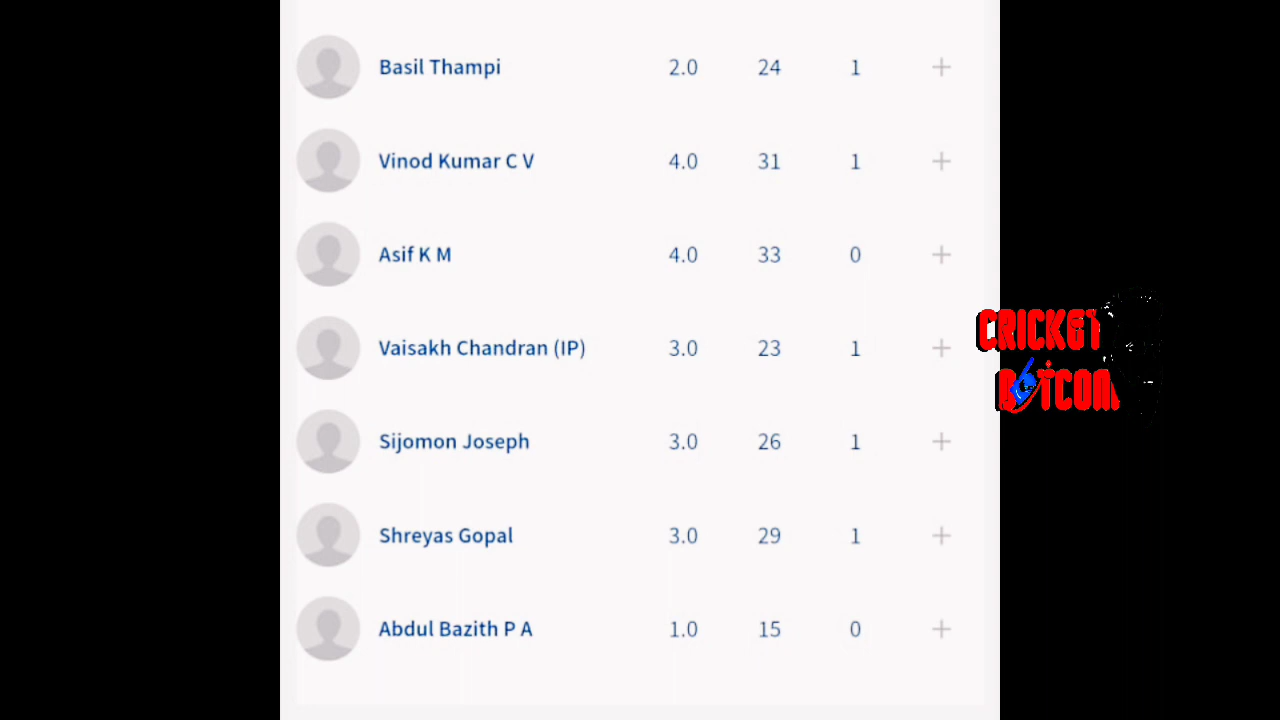 Basil Thampi 2.0 24 1 +
Vinod Kumar C V 4.0 31 1 +
Asif K M 4.0 33 0 +
Vaisakh Chandran (IP) 3.0 23 1 +
Sijomon Joseph 3.0 26 1 +
Shreyas Gopal 3.0 29 1 +
Abdul Bazith P A 1.0 15 0 +
CRICKET